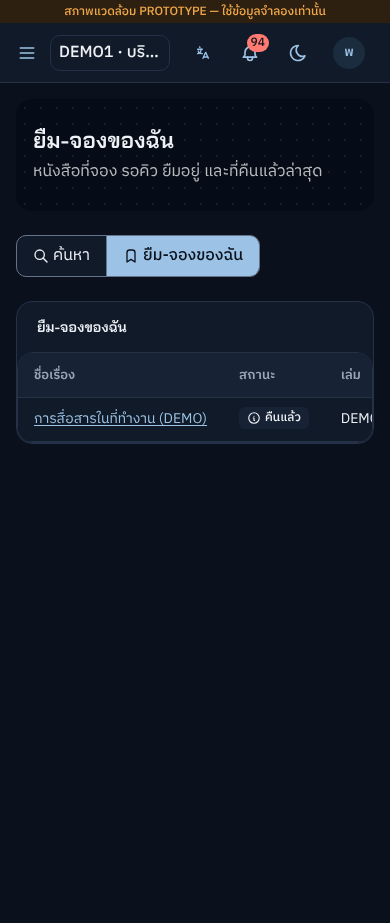 สภาพแวดล้อม PROTOTYPE — ใช้ข้อมูลจำลองเท่านั้น
DEMO1 · บริ...
94
W
ยืม-จองของฉัน
หนังสือที่จอง รอคิว ยืมอยู่ และที่คืนแล้วล่าสุด
ค้นหา
ยืม-จองของฉัน
ยืม-จองของฉัน
ชื่อเรื่อง สถานะ เล่ม
การสื่อสารในที่ทำงาน (DEMO) คืนแล้ว